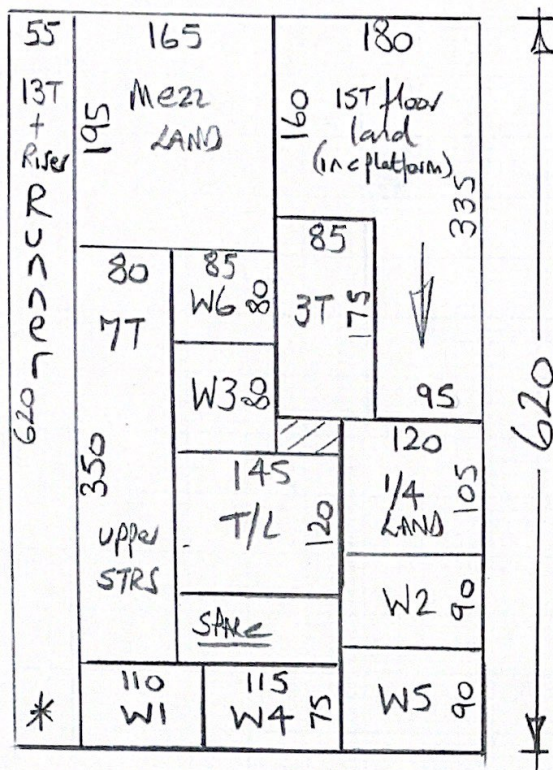 55
13T
+
Riser
Runner
620
*
165
Mezz
LAND
195
180
1ST floor
land
(inc platform)
160
335
95
80
7T
350
upper
STRS
85
W6 80
W3 80
85
3T
175
145
T/L
120
SPARE
120
1/4
LAND
105
W2 90
110
W1
115
W4 75
W5 90
620